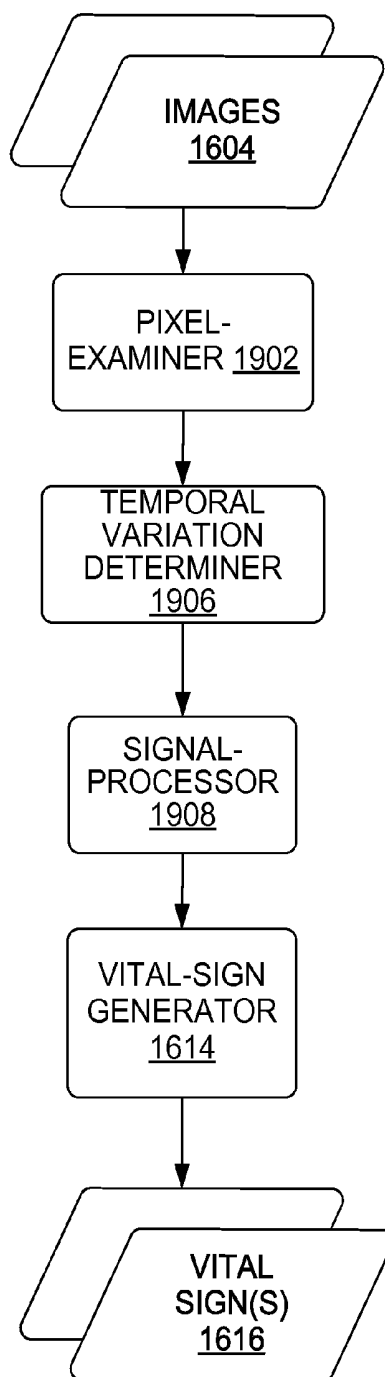 IMAGES
1604
PIXEL-
EXAMINER 1902
TEMPORAL
VARIATION
DETERMINER
1906
SIGNAL-
PROCESSOR
1908
VITAL-SIGN
GENERATOR
1614
VITAL
SIGN(S)
1616